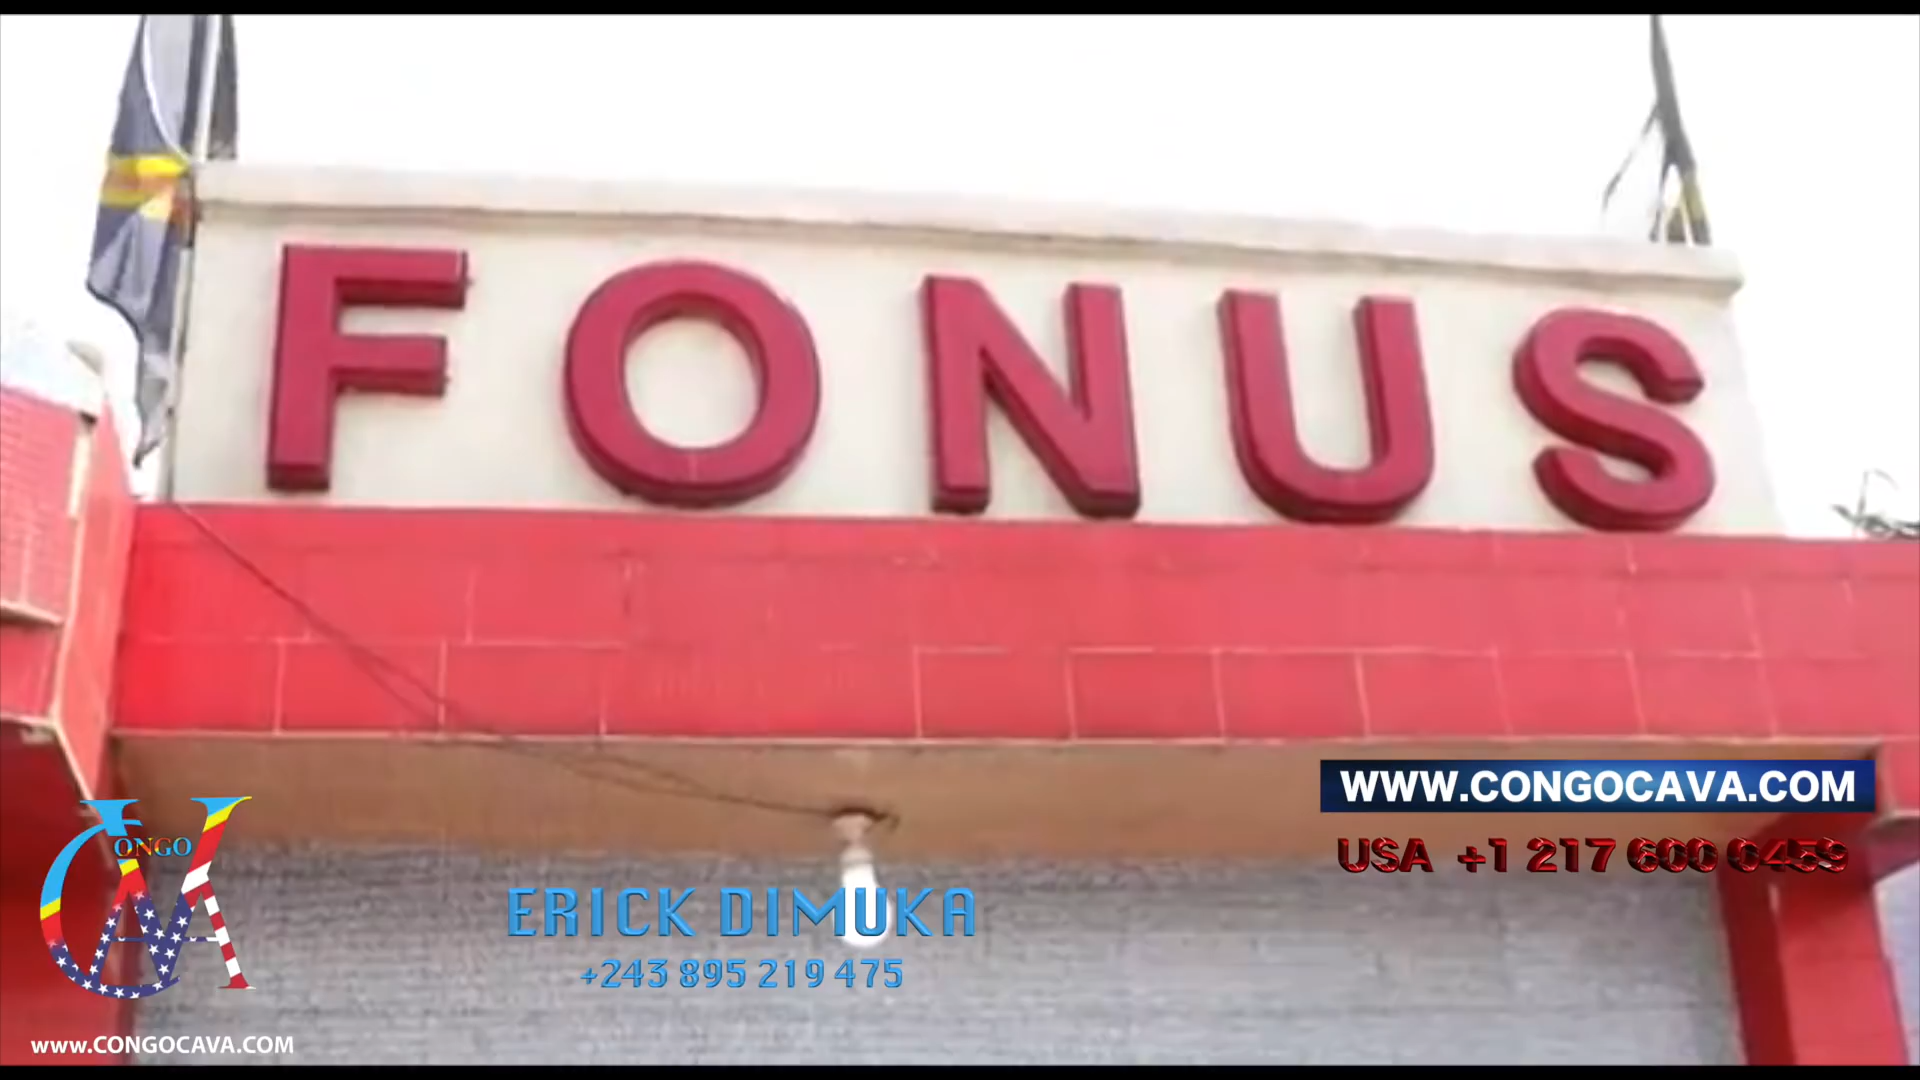 FONUS
WWW.CONGOCAVA.COM
USA +1 217 600 0459
ONGO
ERICK DIMUKA
+243 895 219 475
www.CONGOCAVA.COM